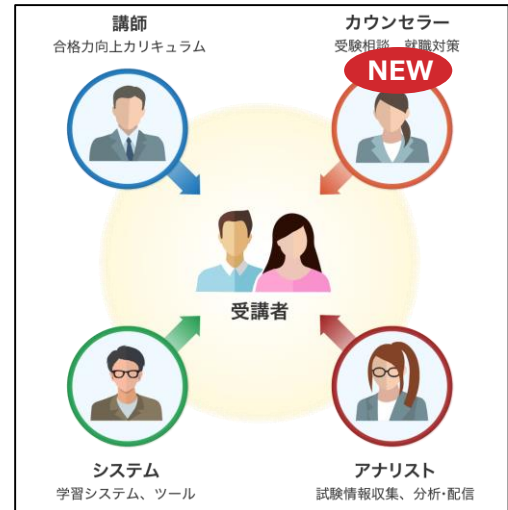 講師
合格力向上カリキュラム
カウンセラー
受験相談、就職対策
NEW
受講者
システム
学習システム、ツール
アナリスト
試験情報収集、分析・配信